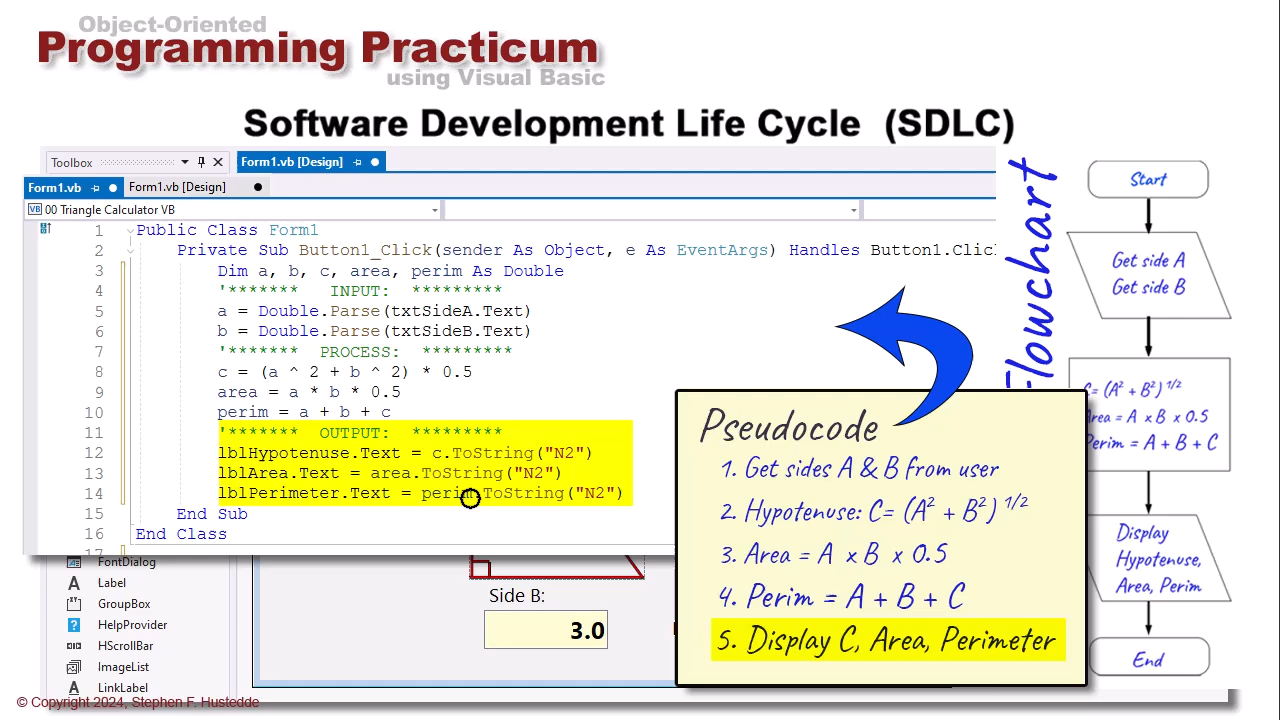 Object-Oriented
Programming Practicum
using Visual Basic
Software Development Life Cycle (SDLC)
Toolbox
Form1.vb [Design]
Form1.vb
Form1.vb [Design]
VB 00 Triangle Calculator VB
1 Public Class Form1
2 Private Sub Button1_Click(sender As Object, e As EventArgs) Handles Button1.Clic
3 Dim a, b, c, area, perim As Double
4 '******* INPUT: *********
5 a = Double.Parse(txtSideA.Text)
6 b = Double.Parse(txtSideB.Text)
7 '******* PROCESS: *********
8 c = (a ^ 2 + b ^ 2) * 0.5
9 area = a * b * 0.5
10 perim = a + b + c
11 '******* OUTPUT: *********
12 lblHypotenuse.Text = c.ToString("N2")
13 lblArea.Text = area.ToString("N2")
14 lblPerimeter.Text = perim.ToString("N2")
15 End Sub
16 End Class
17
FontDialog
Label
GroupBox
HelpProvider
HScrollBar
ImageList
LinkLabel
Side B:
3.0
Pseudocode
1. Get sides A & B from user
2. Hypotenuse: C= (A² + B²) 1/2
3. Area = A x B x 0.5
4. Perim = A + B + C
5. Display C, Area, Perimeter
Flowchart
Start
Get side A
Get side B
C= (A² + B²) 1/2
Area = A x B x 0.5
Perim = A + B + C
Display
Hypotenuse,
Area, Perim
End
© Copyright 2024, Stephen F. Hustedde